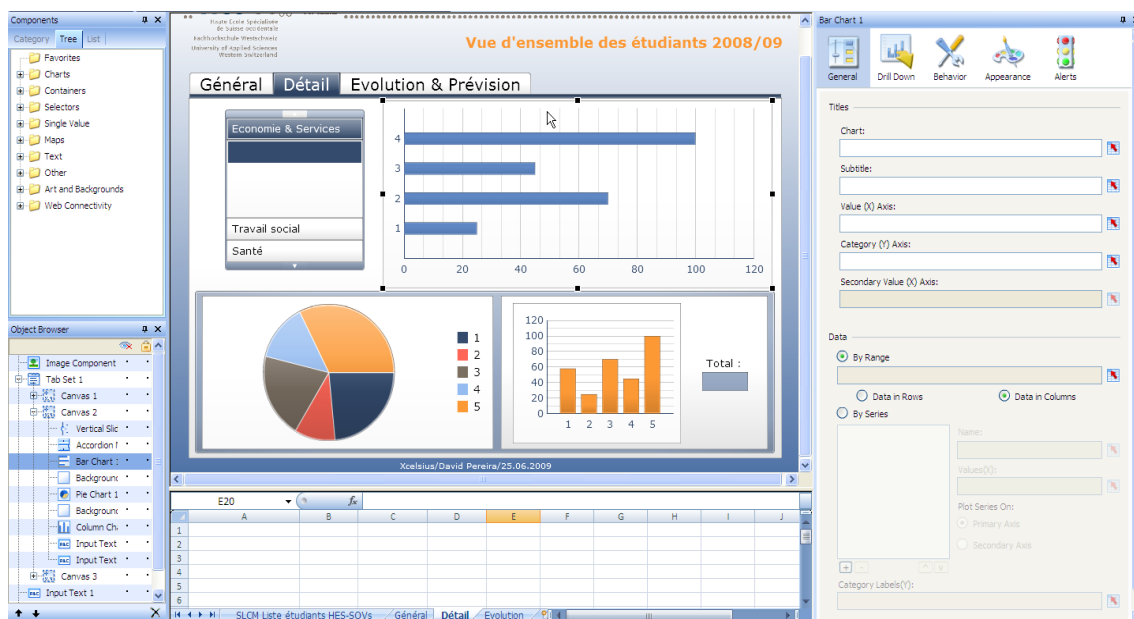 Components
Category Tree List
Favorites
Charts
Containers
Selectors
Single Value
Maps
Text
Other
Art and Backgrounds
Web Connectivity
Object Browser
Image Component
Tab Set 1
Canvas 1
Canvas 2
Vertical Slic
Accordion
Bar Chart
Backgrounc
Pie Chart 1
Backgrounc
Column Ch
Input Text
Input Text
Canvas 3
Input Text 1
Haute Ecole Spécialisée
de Suisse occidentale
Fachhochschule Westschweiz
University of Applied Sciences
Western Switzerland
Vue d'ensemble des étudiants 2008/09
Général Détail Evolution & Prévision
Economie & Services
Travail social
Santé
4
3
2
1
0 20 40 60 80 100 120
1
2
3
4
5
120
100
80
60
40
20
0
1 2 3 4 5
Total :
Xcelsius/David Pereira/25.06.2009
E20 fx
A B C D E F G H I J
1
2
3
4
5
6
SLCM Liste étudiants HES-SOVs Général Détail Evolution
Bar Chart 1
General Drill Down Behavior Appearance Alerts
Titles
Chart:
Subtitle:
Value (X) Axis:
Category (Y) Axis:
Secondary Value (X) Axis:
Data
By Range
Data in Rows Data in Columns
By Series
Name:
Values(X):
Plot Series On:
Primary Axis
Secondary Axis
Category Labels(Y):